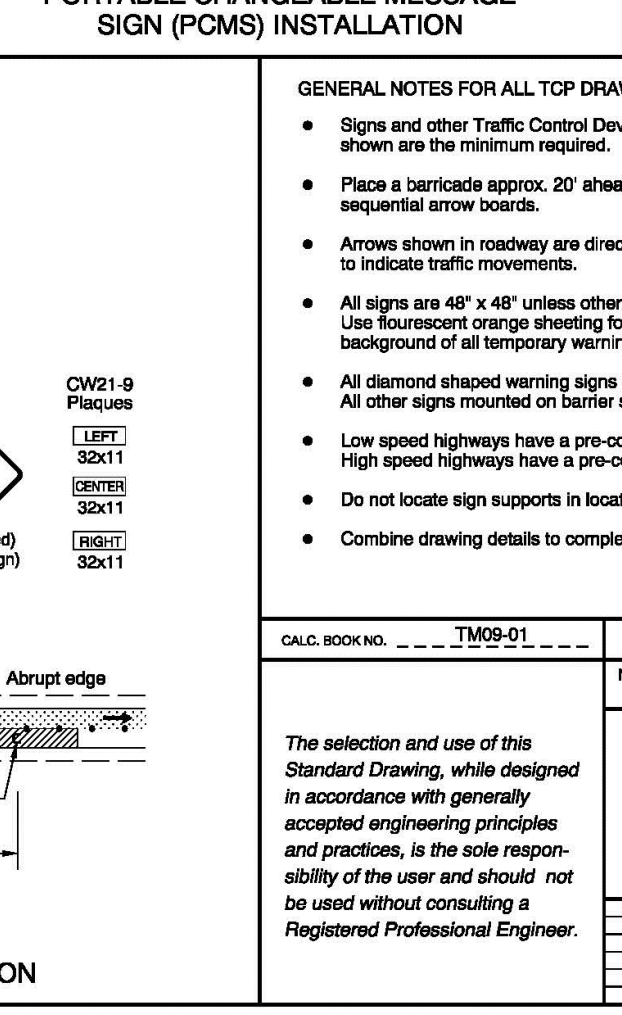 PORTABLE CHANGEABLE MESSAGE
SIGN (PCMS) INSTALLATION
GENERAL NOTES FOR ALL TCP DRAW
Signs and other Traffic Control Dev
shown are the minimum required.
Place a barricade approx. 20' ahea
sequential arrow boards.
Arrows shown in roadway are direc
to indicate traffic movements.
All signs are 48" x 48" unless other
Use flourescent orange sheeting fo
background of all temporary warnin
All diamond shaped warning signs
All other signs mounted on barrier s
Low speed highways have a pre-co
High speed highways have a pre-co
Do not locate sign supports in locat
Combine drawing details to comple
CW21-9
Plaques
LEFT
32x11
CENTER
32x11
RIGHT
32x11
ed)
gn)
Abrupt edge
ON
CALC. BOOK NO. TM09-01
The selection and use of this
Standard Drawing, while designed
in accordance with generally
accepted engineering principles
and practices, is the sole respon-
sibility of the user and should not
be used without consulting a
Registered Professional Engineer.